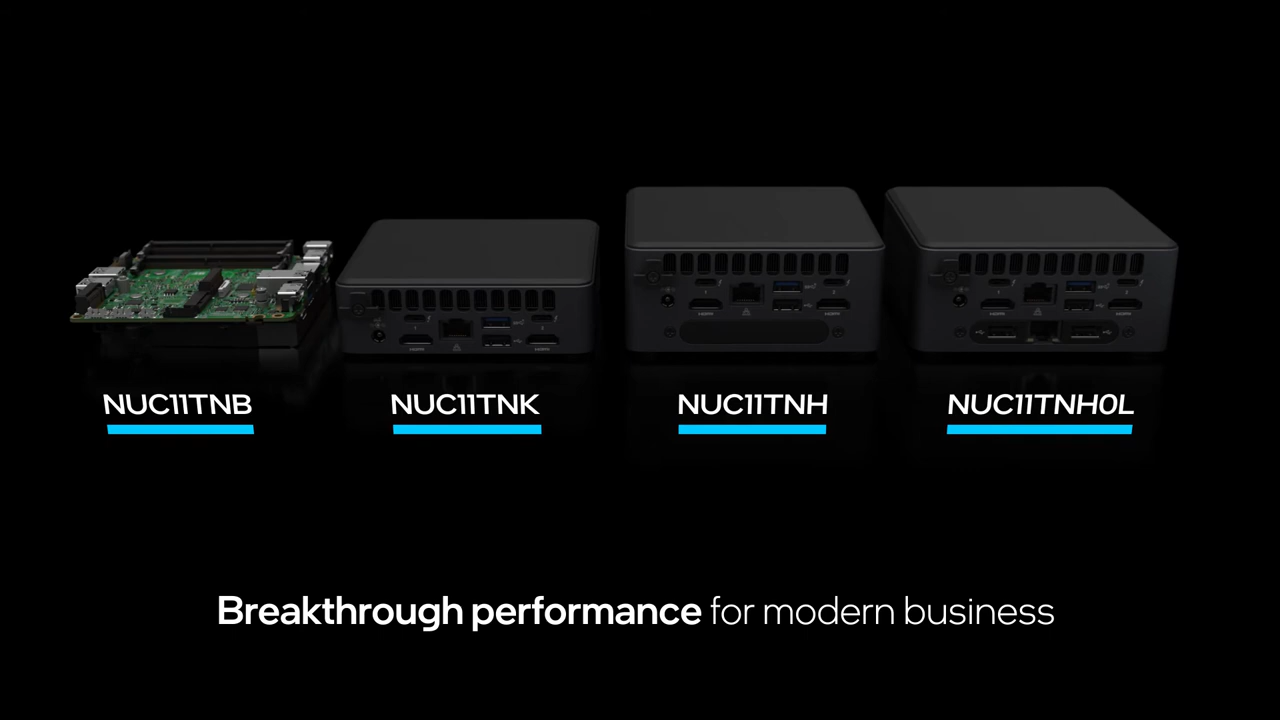 NUC11TNB
NUC11TNK
NUC11TNH
NUC11TNH0L
Breakthrough performance for modern business